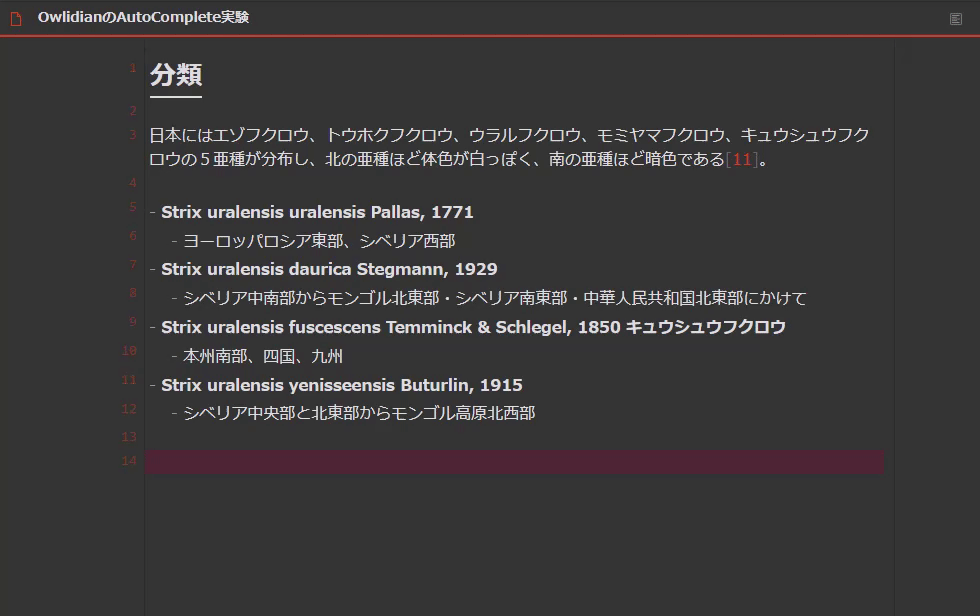 OwlidianのAutoComplete実験
1
分類
2
3
日本にはエゾフクロウ、トウホクフクロウ、ウラルフクロウ、モミヤマフクロウ、キュウシュウフク
ロウの５亜種が分布し、北の亜種ほど体色が白っぽく、南の亜種ほど暗色である[11]。
4
5 - Strix uralensis uralensis Pallas, 1771
6 - ヨーロッパロシア東部、シベリア西部
7 - Strix uralensis daurica Stegmann, 1929
8 - シベリア中南部からモンゴル北東部・シベリア南東部・中華人民共和国北東部にかけて
9 - Strix uralensis fuscescens Temminck & Schlegel, 1850 キュウシュウフクロウ
10 - 本州南部、四国、九州
11 - Strix uralensis yenisseensis Buturlin, 1915
12 - シベリア中央部と北東部からモンゴル高原北西部
13
14